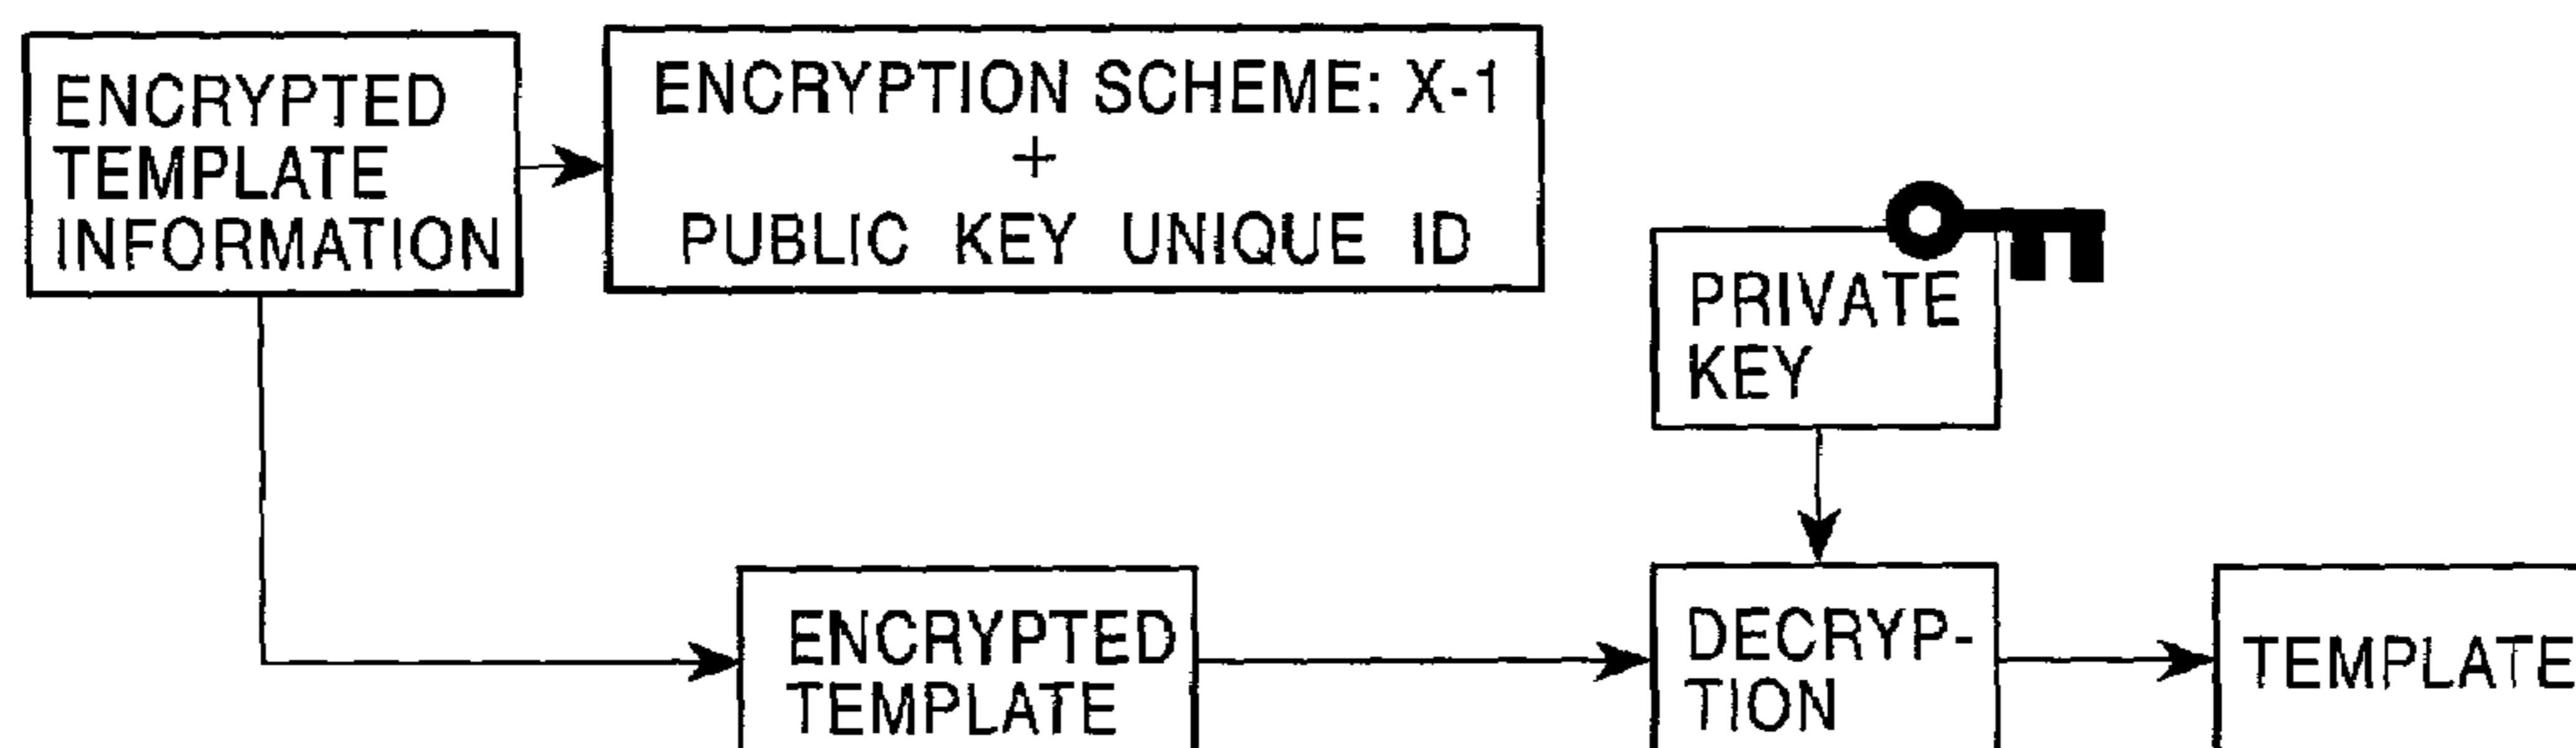 ENCRYPTED
TEMPLATE
INFORMATION
ENCRYPTION SCHEME: X-1
+
PUBLIC KEY UNIQUE ID
PRIVATE
KEY
ENCRYPTED
TEMPLATE
DECRYP-
TION
TEMPLATE